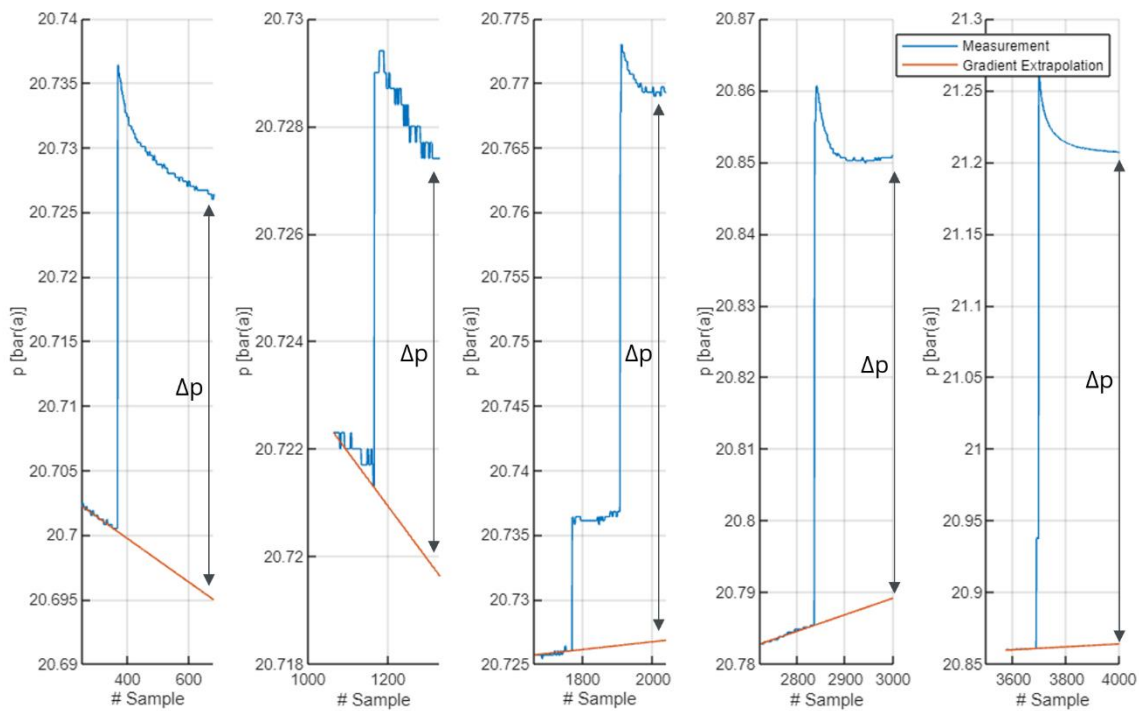 20.74
20.735
20.73
20.725
20.72
20.715
20.71
20.705
20.7
20.695
20.69
p [bar(a)]
Δp
400 600
# Sample
20.73
20.728
20.726
20.724
20.722
20.72
20.718
p [bar(a)]
Δp
1000 1200
# Sample
20.775
20.77
20.765
20.76
20.755
20.75
20.745
20.74
20.735
20.73
20.725
p [bar(a)]
Δp
1800 2000
# Sample
20.87
20.86
20.85
20.84
20.83
20.82
20.81
20.8
20.79
20.78
p [bar(a)]
Δp
2800 2900 3000
# Sample
Measurement
Gradient Extrapolation
21.3
21.25
21.2
21.15
21.1
21.05
21
20.95
20.9
20.85
p [bar(a)]
Δp
3600 3800 4000
# Sample